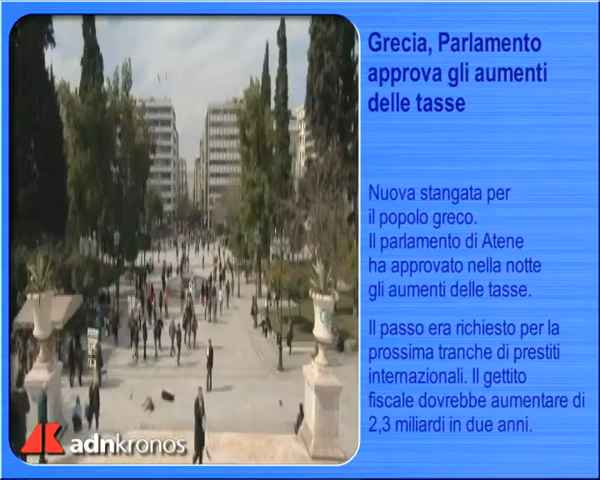 Grecia, Parlamento
approva gli aumenti
delle tasse
Nuova stangata per
il popolo greco.
Il parlamento di Atene
ha approvato nella notte
gli aumenti delle tasse.
Il passo era richiesto per la
prossima tranche di prestiti
internazionali. Il gettito
fiscale dovrebbe aumentare di
2,3 miliardi in due anni.
adnkronos